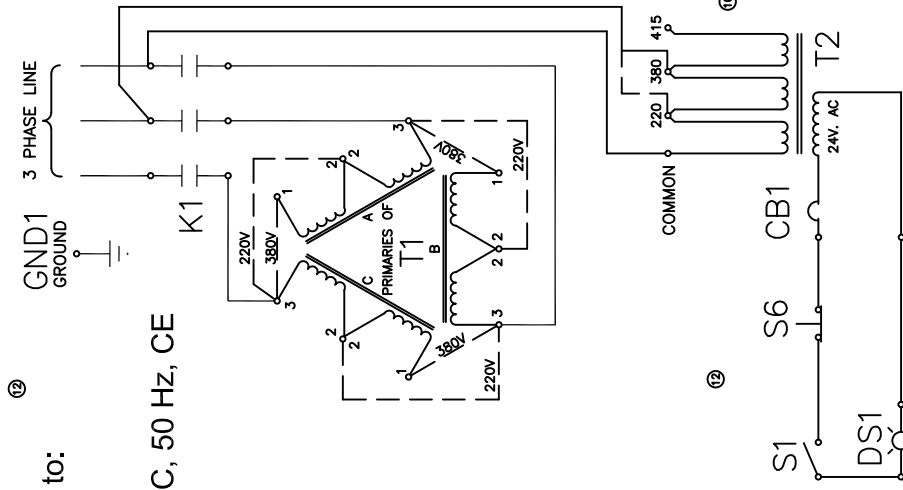 to:
C, 50 Hz, CE
12
GND1
GROUND
3 PHASE LINE
K1
220V
380V
1
2
2
3
380V
220V
3
2
2
1
380V
220V
3
2
2
1
A
B
C
PRIMARIES OF
T1
415
380
220
COMMON
T2
24V. AC
CB1
S6
S1
DS1
12